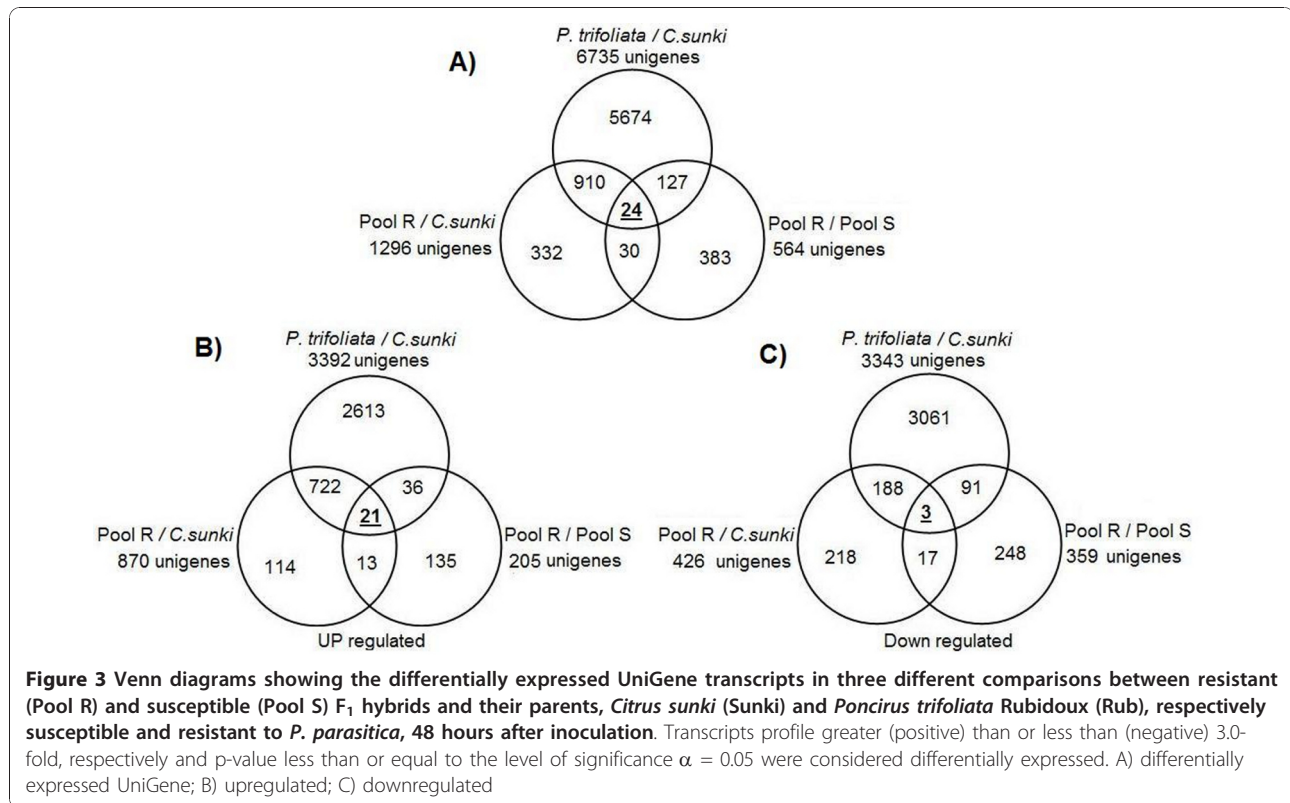 P. trifoliata / C.sunki
6735 unigenes
A)
5674
910
127
24
Pool R / C.sunki
1296 unigenes
Pool R / Pool S
564 unigenes
332
30
383
B)
P. trifoliata / C.sunki
3392 unigenes
2613
722
36
21
Pool R / C.sunki
870 unigenes
Pool R / Pool S
205 unigenes
114
13
135
UP regulated
C)
P. trifoliata / C.sunki
3343 unigenes
3061
188
91
3
Pool R / C.sunki
426 unigenes
Pool R / Pool S
359 unigenes
218
17
248
Down regulated
Figure 3 Venn diagrams showing the differentially expressed UniGene transcripts in three different comparisons between resistant
(Pool R) and susceptible (Pool S) F₁ hybrids and their parents, Citrus sunki (Sunki) and Poncirus trifoliata Rubidoux (Rub), respectively
susceptible and resistant to P. parasitica, 48 hours after inoculation. Transcripts profile greater (positive) than or less than (negative) 3.0-
fold, respectively and p-value less than or equal to the level of significance α = 0.05 were considered differentially expressed. A) differentially
expressed UniGene; B) upregulated; C) downregulated